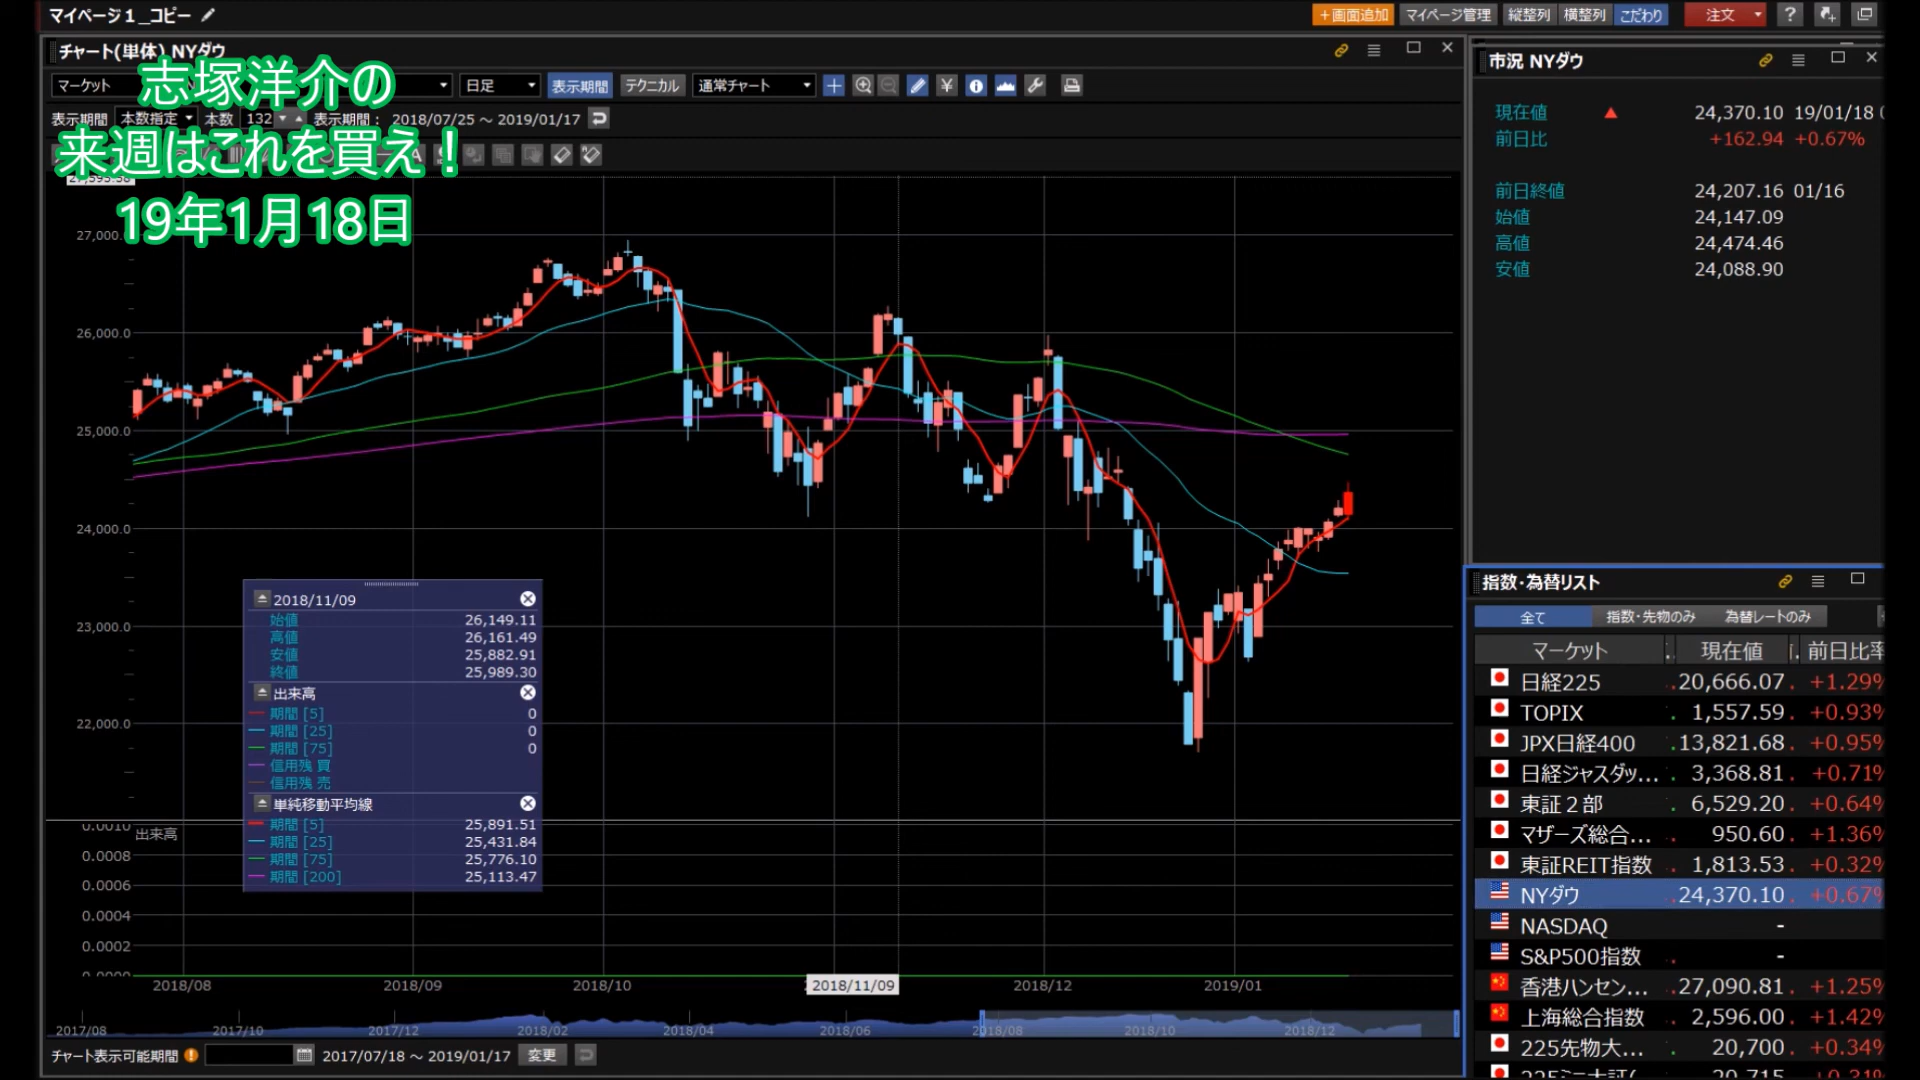 マイページ１_コピー
＋画面追加 マイページ管理 縦整列 横整列 こだわり 注文 ?
チャート(単体) NYダウ
志塚洋介の
来週はこれを買え！
19年1月18日
マーケット 日足 表示期間 テクニカル 通常チャート ¥
表示期間 本数指定 本数 132 表示期間： 2018/07/25 ～ 2019/01/17
27,000.0
26,000.0
25,000.0
24,000.0
23,000.0
22,000.0
2018/11/09
始値 26,149.11
高値 26,161.49
安値 25,882.91
終値 25,989.30
出来高
期間 [5] 0
期間 [25] 0
期間 [75] 0
信用残 買
信用残 売
単純移動平均線
期間 [5] 25,891.51
期間 [25] 25,431.84
期間 [75] 25,776.10
期間 [200] 25,113.47
0.0010 出来高
0.0008
0.0006
0.0004
0.0002
0.0000
2018/08 2018/09 2018/10 2018/11/09 2018/12 2019/01
2017/08 2017/10 2017/12 2018/02 2018/04 2018/06 2018/08 2018/10 2018/12
チャート表示可能期間 2017/07/18 ～ 2019/01/17 変更
市況 NYダウ
現在値 ▲ 24,370.10 19/01/18
前日比 +162.94 +0.67%
前日終値 24,207.16 01/16
始値 24,147.09
高値 24,474.46
安値 24,088.90
指数･為替リスト
全て 指数･先物のみ 為替レートのみ
マーケット 現在値 前日比率
日経225 20,666.07 +1.29%
TOPIX 1,557.59 +0.93%
JPX日経400 13,821.68 +0.95%
日経ジャスダッ... 3,368.81 +0.71%
東証２部 6,529.20 +0.64%
マザーズ総合... 950.60 +1.36%
東証REIT指数 1,813.53 +0.32%
NYダウ 24,370.10 +0.67%
NASDAQ -
S&P500指数 -
香港ハンセン... 27,090.81 +1.25%
上海総合指数 2,596.00 +1.42%
225先物大... 20,700 +0.34%